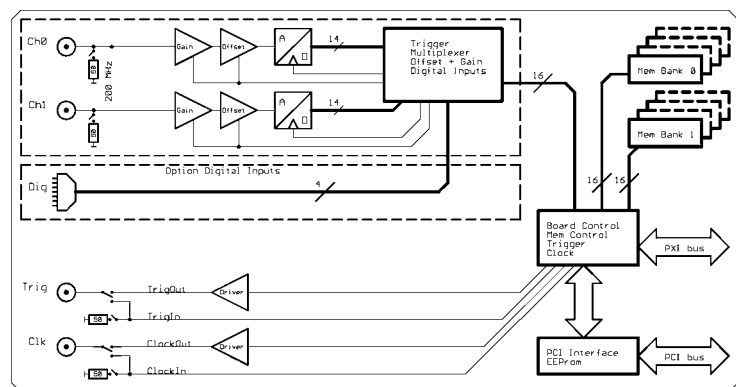 Ch0
50
200 MHz
Gain
Offset
A
D
14
Trigger
Multiplexer
Offset + Gain
Digital Inputs
16
Mem Bank 0
Ch1
50
Gain
Offset
A
D
14
Mem Bank 1
Option Digital Inputs
Dig
4
16
16
Board Control
Mem Control
Trigger
Clock
PXI bus
Trig
TrigOut
Driver
50
TrigIn
Clk
ClockOut
Driver
50
ClockIn
PCI Interface
EEProm
PCI bus